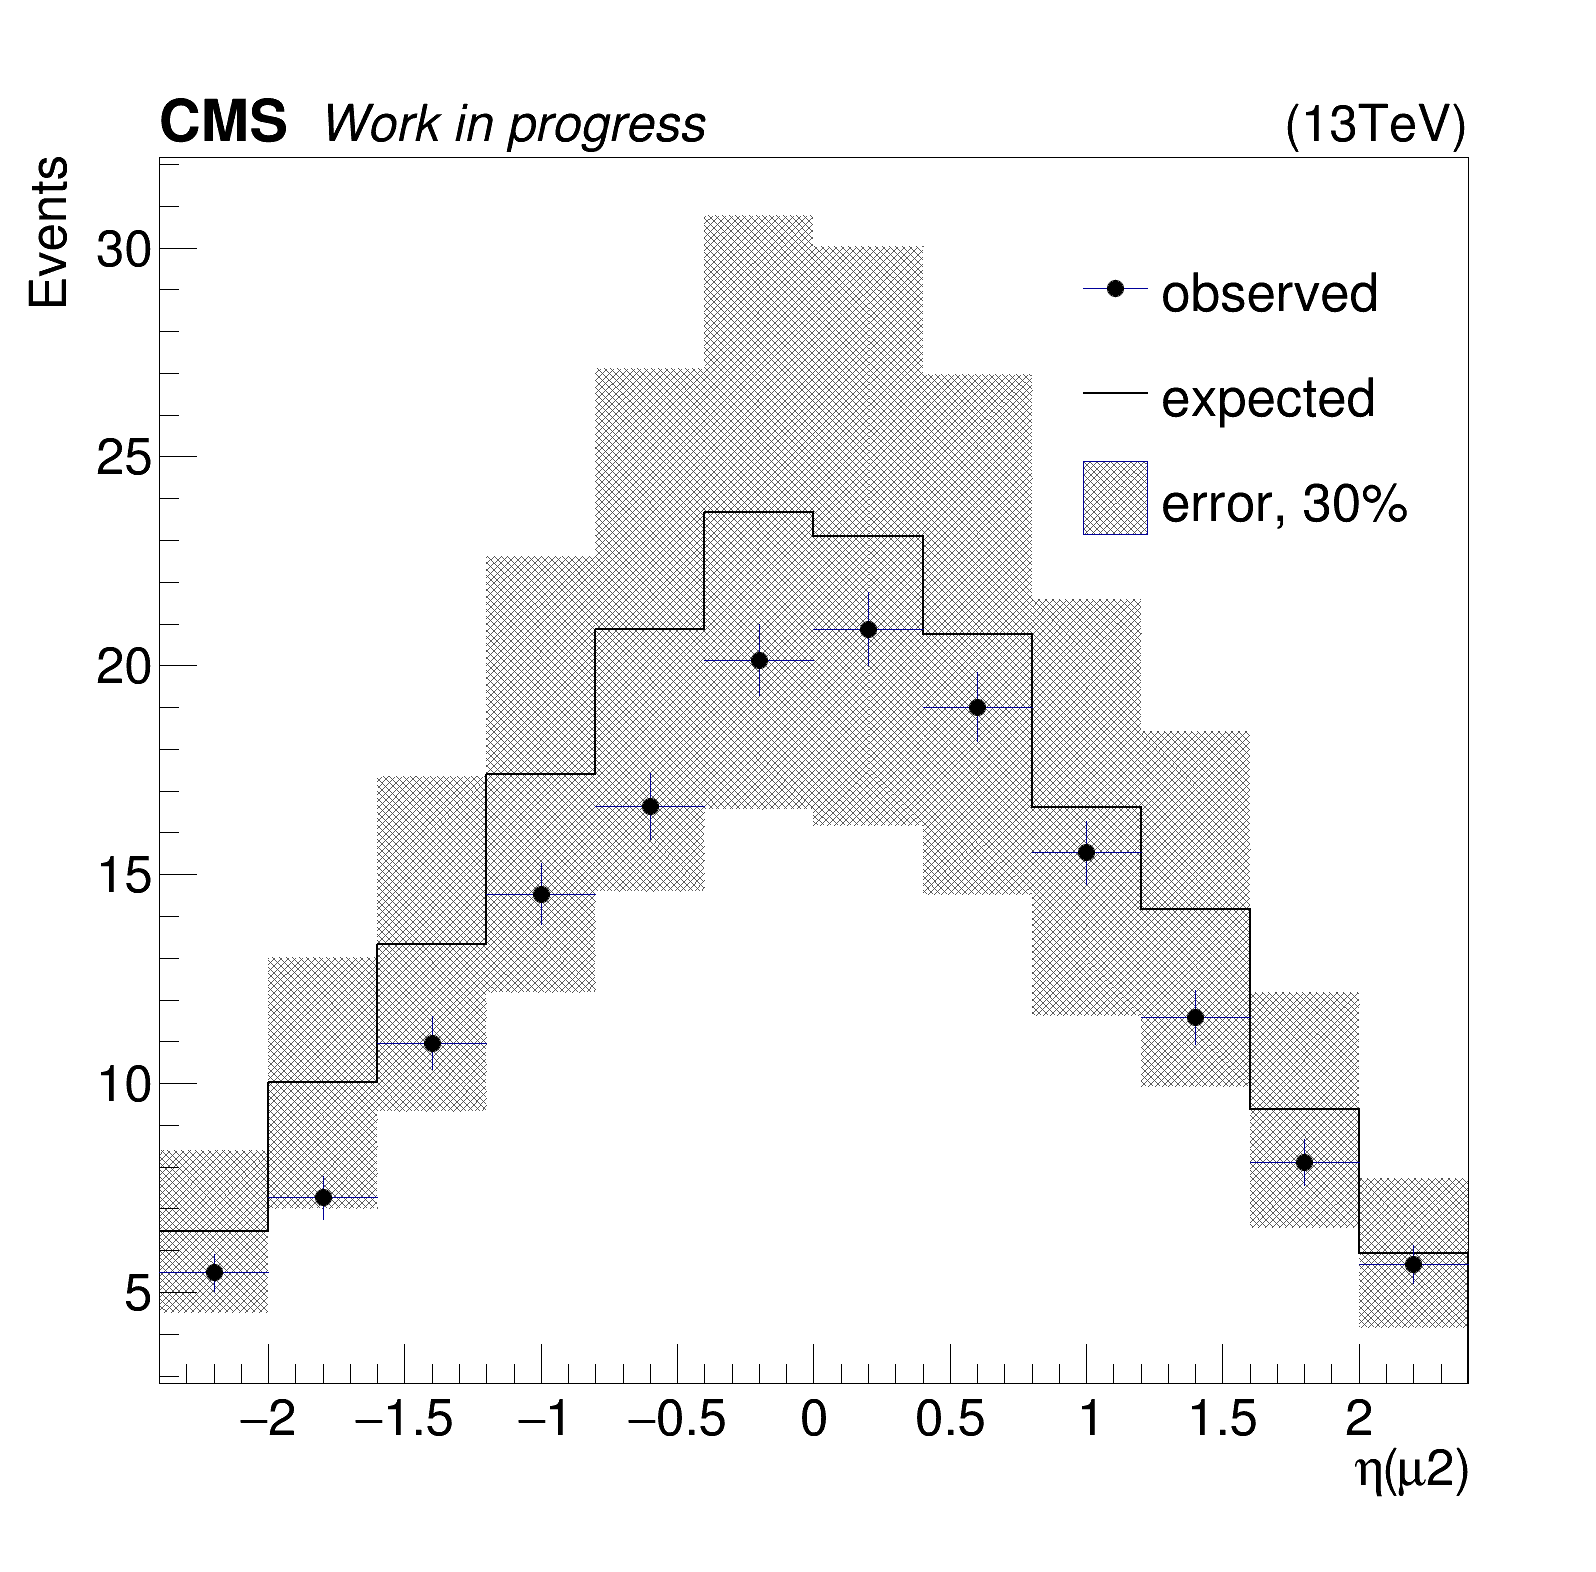 CMS Work in progress (13TeV)
Events
30
25
20
15
10
5
observed
expected
error, 30%
−2 −1.5 −1 −0.5 0 0.5 1 1.5 2
η(μ2)